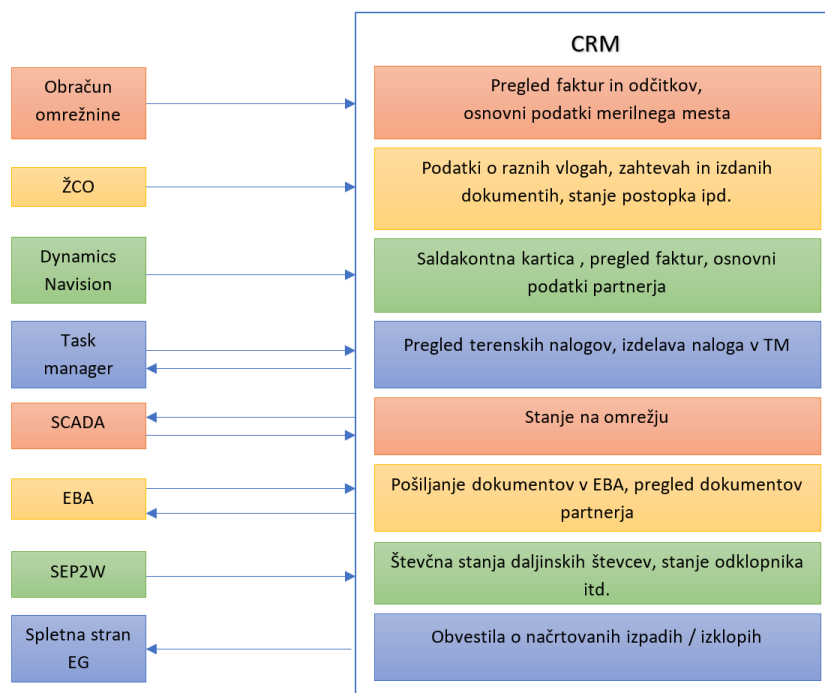 CRM
Obračun
omrežnine
Pregled faktur in odčitkov,
osnovni podatki merilnega mesta
ŽCO
Podatki o raznih vlogah, zahtevah in izdanih
dokumentih, stanje postopka ipd.
Dynamics
Navision
Saldakontna kartica , pregled faktur, osnovni
podatki partnerja
Task
manager
Pregled terenskih nalogov, izdelava naloga v TM
SCADA
Stanje na omrežju
EBA
Pošiljanje dokumentov v EBA, pregled dokumentov
partnerja
SEP2W
Števčna stanja daljinskih števcev, stanje odklopnika
itd.
Spletna stran
EG
Obvestila o načrtovanih izpadih / izklopih